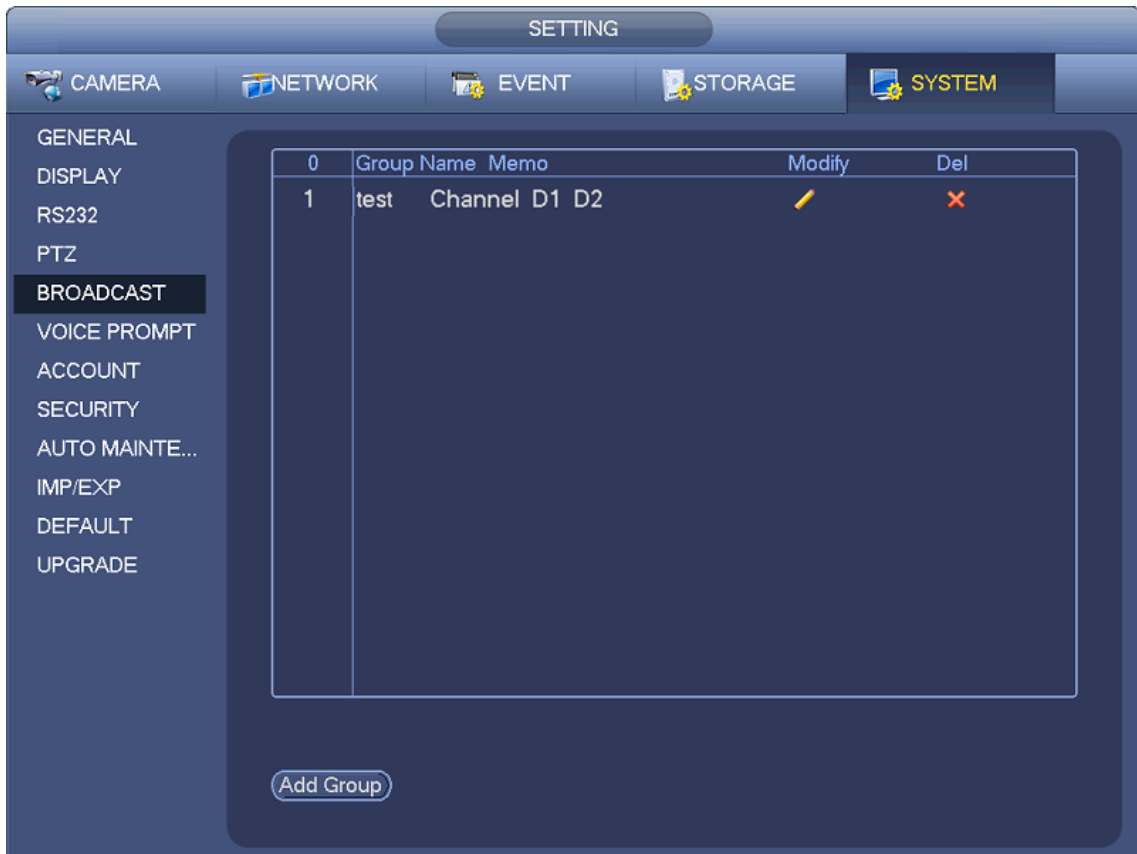 SETTING
CAMERA NETWORK EVENT STORAGE SYSTEM
GENERAL
DISPLAY
RS232
PTZ
BROADCAST
VOICE PROMPT
ACCOUNT
SECURITY
AUTO MAINTE...
IMP/EXP
DEFAULT
UPGRADE
0 Group Name Memo Modify Del
1 test Channel D1 D2
Add Group